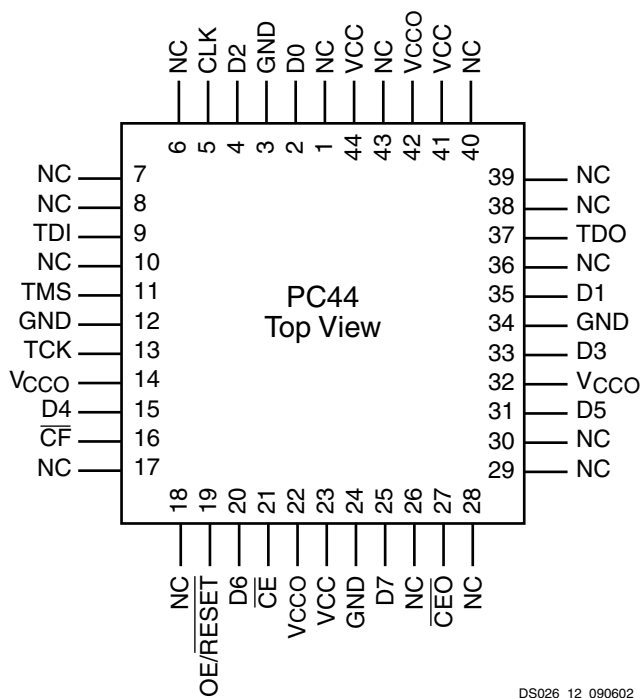 NC CLK D2 GND D0 NC VCC NC VCCO VCC NC
6 5 4 3 2 1 44 43 42 41 40
NC 7
NC 8
TDI 9
NC 10
TMS 11
GND 12
TCK 13
VCCO 14
D4 15
C̅F̅ 16
NC 17
PC44
Top View
39 NC
38 NC
37 TDO
36 NC
35 D1
34 GND
33 D3
32 VCCO
31 D5
30 NC
29 NC
18 19 20 21 22 23 24 25 26 27 28
NC OE/R̅E̅S̅E̅T̅ D6 C̅E̅ VCCO VCC GND D7 NC C̅E̅O̅ NC
DS026_12_090602